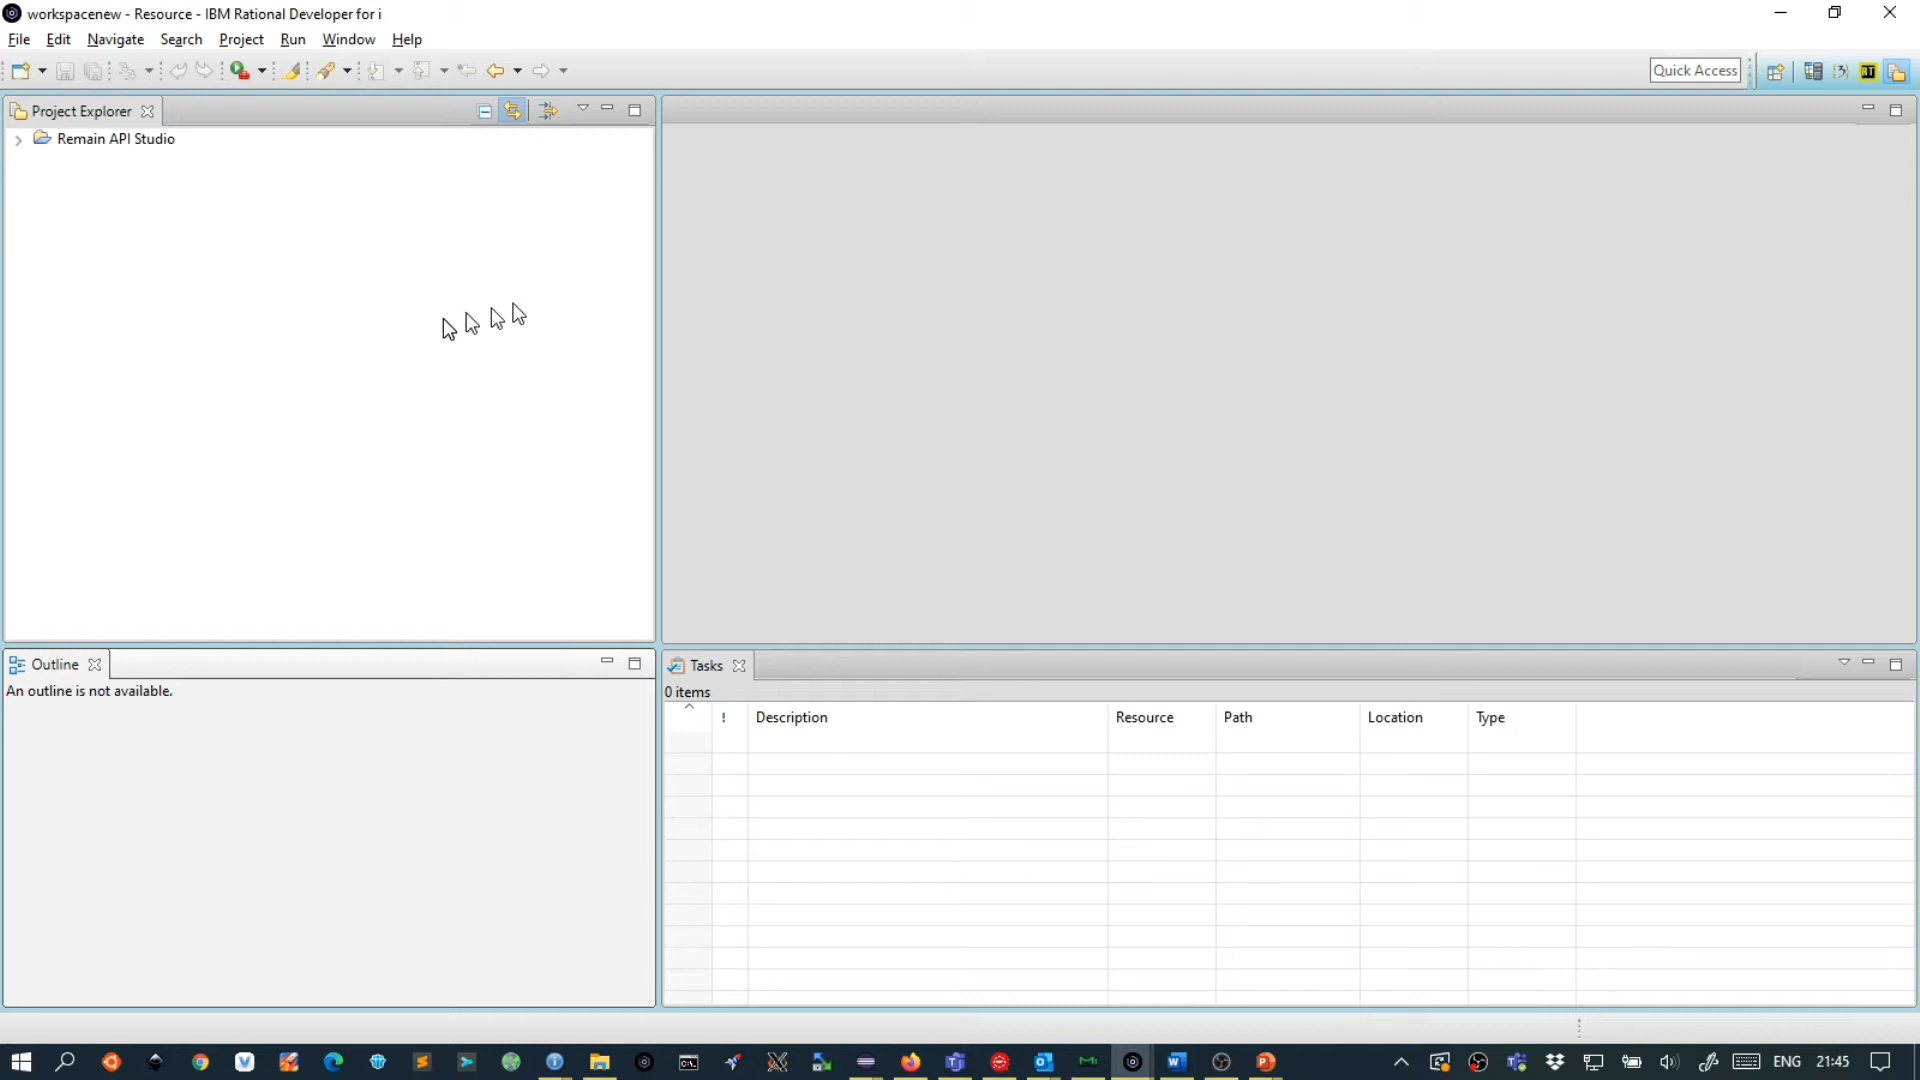 workspacenew - Resource - IBM Rational Developer for i
File Edit Navigate Search Project Run Window Help
Quick Access
Project Explorer
Remain API Studio
Outline
An outline is not available.
Tasks
0 items
! Description Resource Path Location Type
ENG 21:45